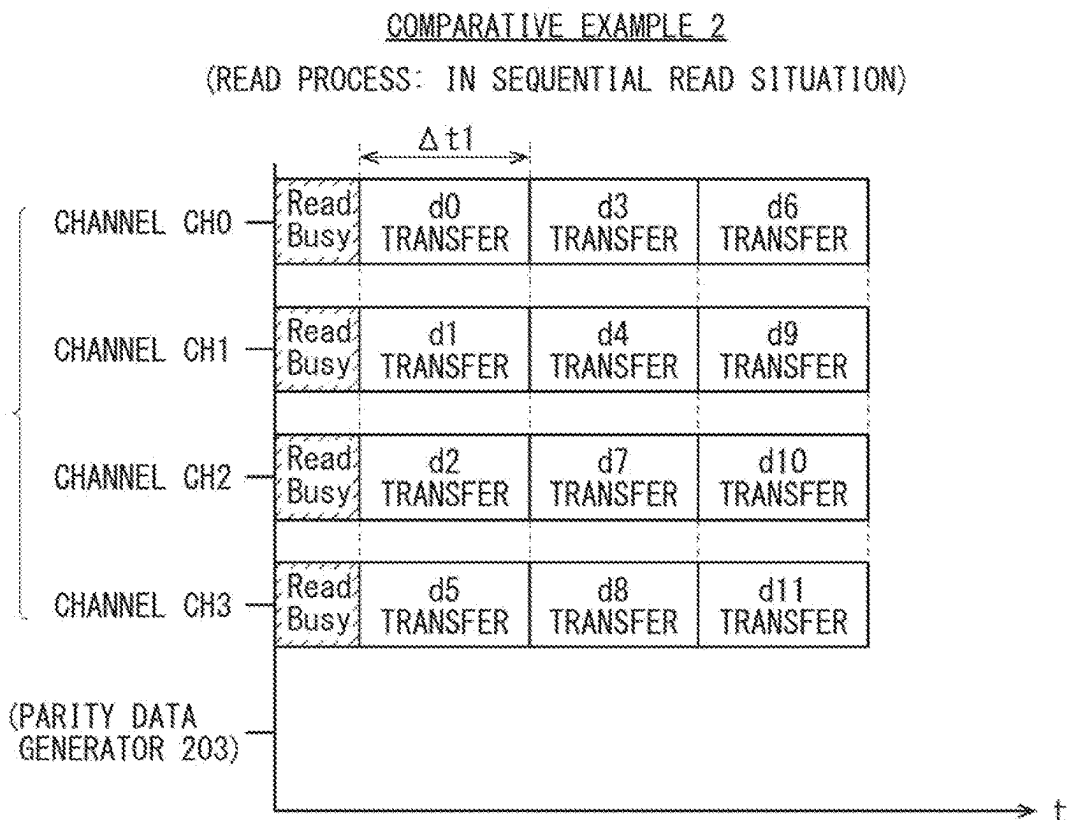 COMPARATIVE EXAMPLE 2
(READ PROCESS: IN SEQUENTIAL READ SITUATION)
Δt1
CHANNEL CH0
Read Busy
d0 TRANSFER
d3 TRANSFER
d6 TRANSFER
CHANNEL CH1
Read Busy
d1 TRANSFER
d4 TRANSFER
d9 TRANSFER
CHANNEL CH2
Read Busy
d2 TRANSFER
d7 TRANSFER
d10 TRANSFER
CHANNEL CH3
Read Busy
d5 TRANSFER
d8 TRANSFER
d11 TRANSFER
(PARITY DATA
GENERATOR 203)
t